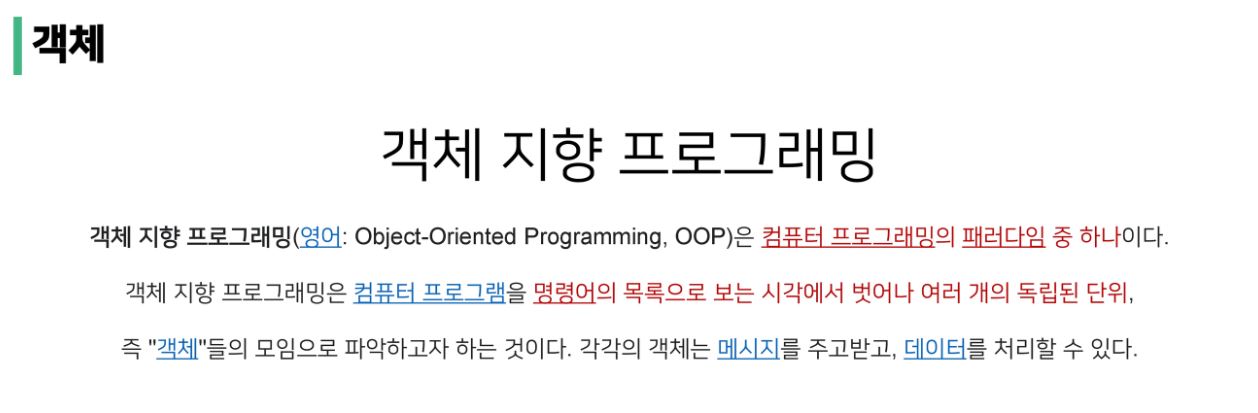 객체
객체 지향 프로그래밍
객체 지향 프로그래밍(영어: Object-Oriented Programming, OOP)은 컴퓨터 프로그래밍의 패러다임 중 하나이다.
객체 지향 프로그래밍은 컴퓨터 프로그램을 명령어의 목록으로 보는 시각에서 벗어나 여러 개의 독립된 단위,
즉 "객체"들의 모임으로 파악하고자 하는 것이다. 각각의 객체는 메시지를 주고받고, 데이터를 처리할 수 있다.